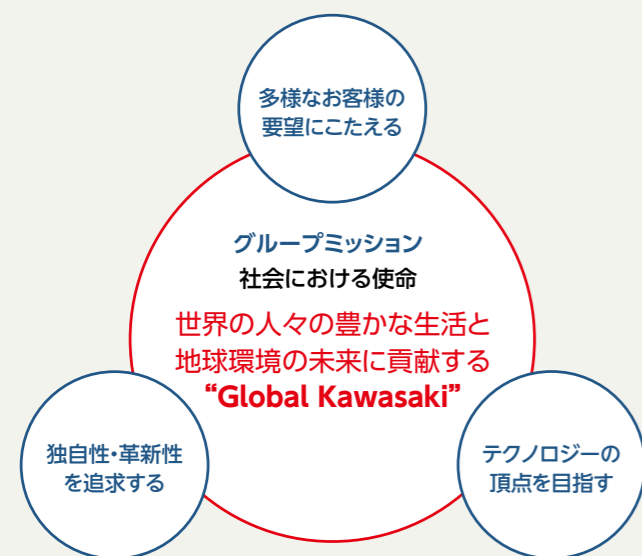 多様なお客様の
要望にこたえる
グループミッション
社会における使命
世界の人々の豊かな生活と
地球環境の未来に貢献する
“Global Kawasaki”
独自性・革新性
を追求する
テクノロジーの
頂点を目指す